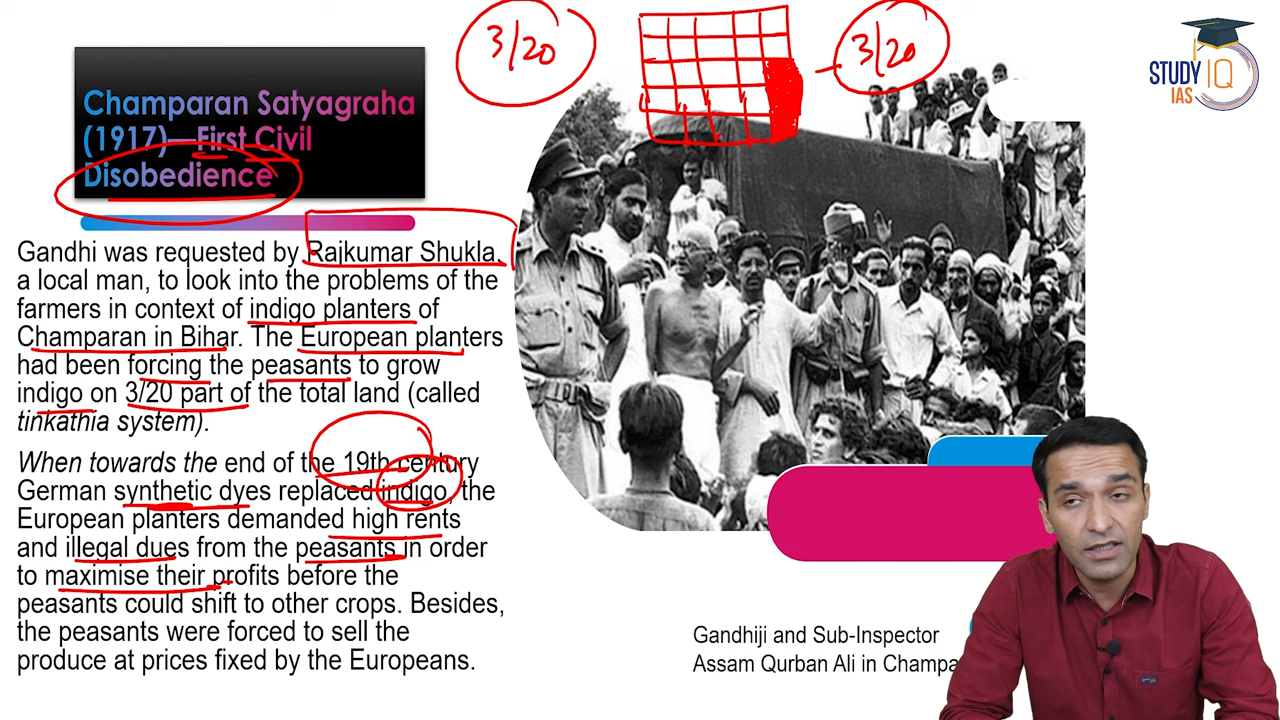 3/20
3/20
STUDY IQ
IAS
Champaran Satyagraha
(1917)—First Civil
Disobedience
Gandhi was requested by Rajkumar Shukla,
a local man, to look into the problems of the
farmers in context of indigo planters of
Champaran in Bihar. The European planters
had been forcing the peasants to grow
indigo on 3/20 part of the total land (called
tinkathia system).
When towards the end of the 19th century
German synthetic dyes replaced indigo, the
European planters demanded high rents
and illegal dues from the peasants in order
to maximise their profits before the
peasants could shift to other crops. Besides,
the peasants were forced to sell the
produce at prices fixed by the Europeans.
Gandhiji and Sub-Inspector
Assam Qurban Ali in Champa